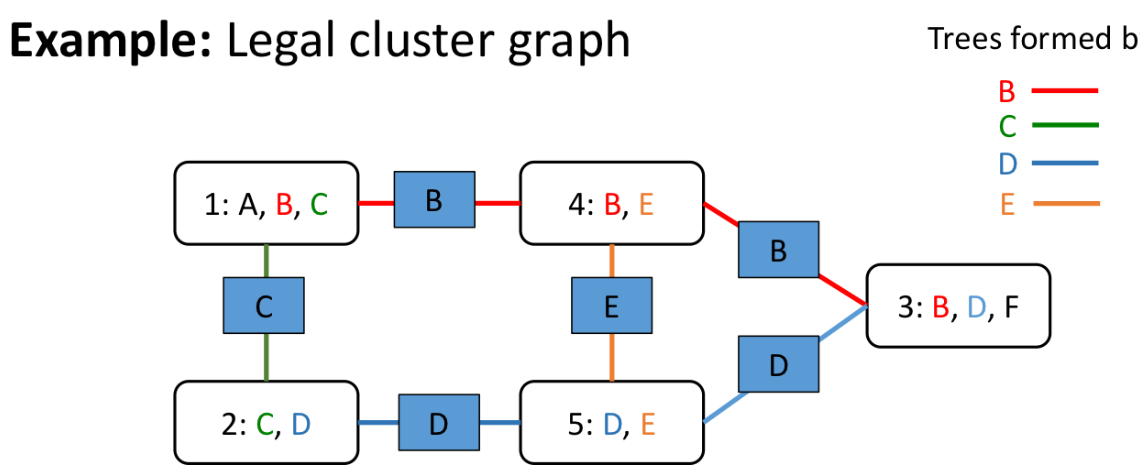 Example: Legal cluster graph
Trees formed b
B
C
D
E
1: A, B, C
B
4: B, E
B
C
E
3: B, D, F
D
2: C, D
D
5: D, E